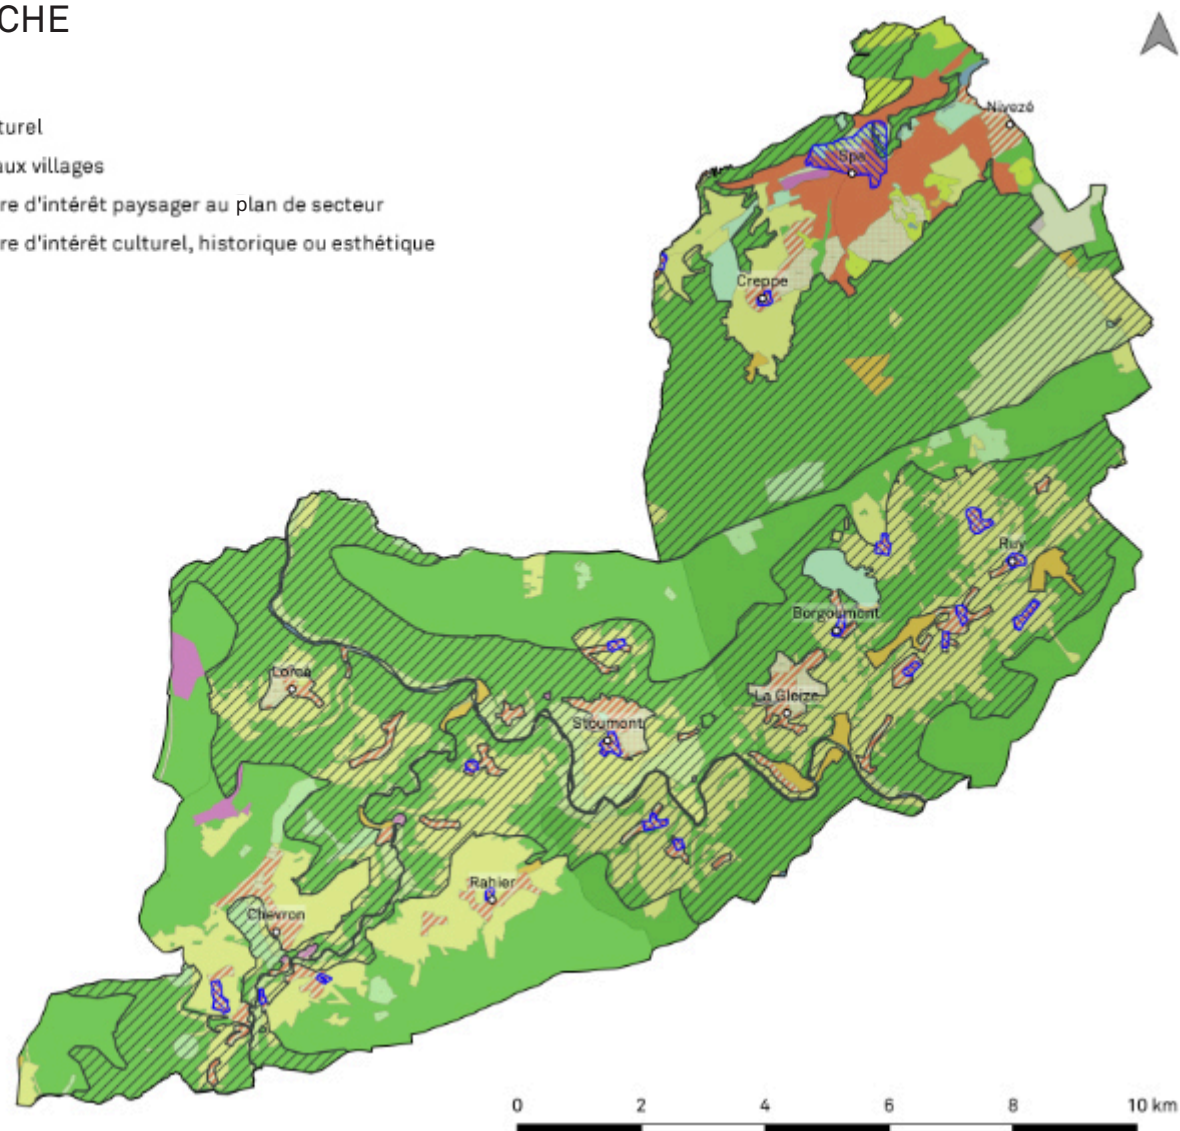 CHE
turel
aux villages
re d'intérêt paysager au plan de secteur
re d'intérêt culturel, historique ou esthétique
Nivezé
Spa
Creppe
Ruy
Borgoumont
Lorcé
La Gleize
Stoumont
Rahier
Chevron
0 2 4 6 8 10 km